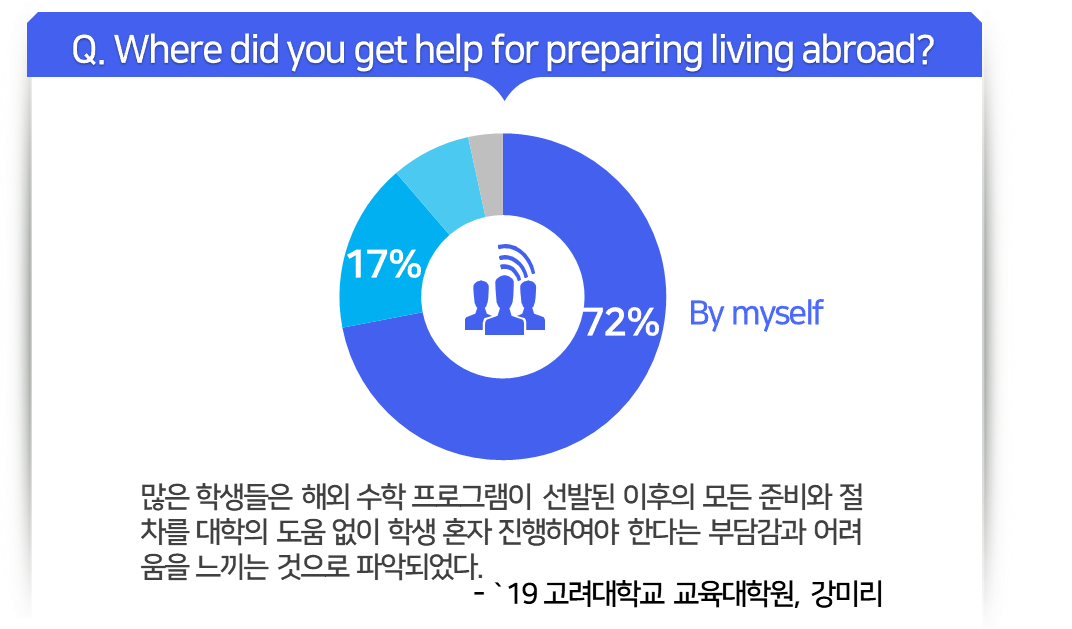 Q. Where did you get help for preparing living abroad?
17%
72%
By myself
많은 학생들은 해외 수학 프로그램이 선발된 이후의 모든 준비와 절
차를 대학의 도움 없이 학생 혼자 진행하여야 한다는 부담감과 어려
움을 느끼는 것으로 파악되었다.
- `19 고려대학교 교육대학원, 강미리